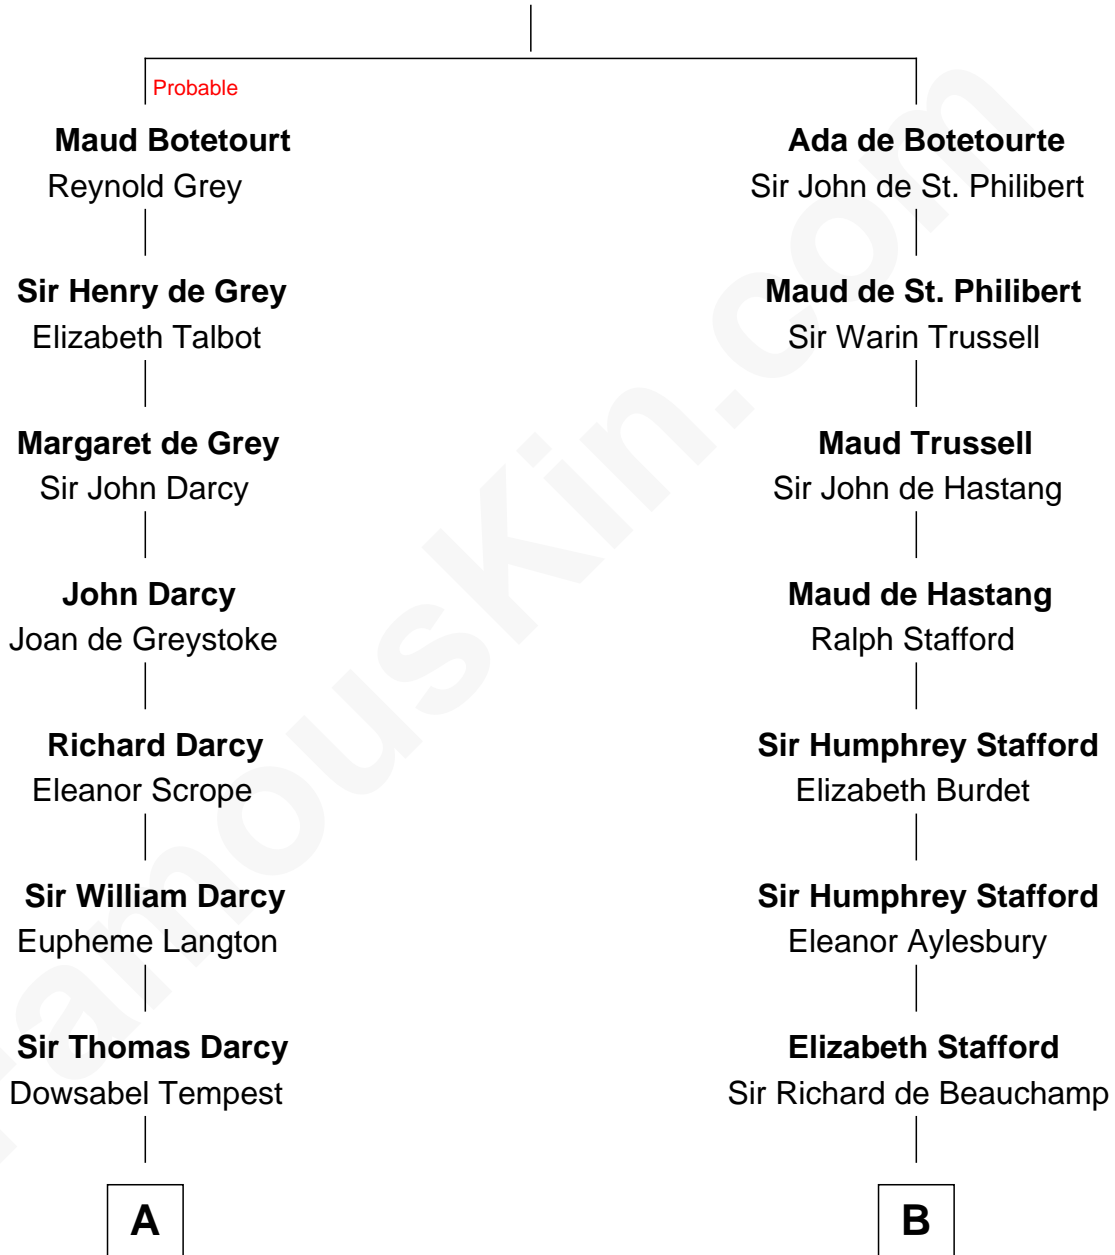 Probable
Maud Botetourt
Reynold Grey
Sir Henry de Grey
Elizabeth Talbot
Margaret de Grey
Sir John Darcy
John Darcy
Joan de Greystoke
Richard Darcy
Eleanor Scrope
Sir William Darcy
Eupheme Langton
Sir Thomas Darcy
Dowsabel Tempest
A
Ada de Botetourte
Sir John de St. Philibert
Maud de St. Philibert
Sir Warin Trussell
Maud Trussell
Sir John de Hastang
Maud de Hastang
Ralph Stafford
Sir Humphrey Stafford
Elizabeth Burdet
Sir Humphrey Stafford
Eleanor Aylesbury
Elizabeth Stafford
Sir Richard de Beauchamp
B
FamousKin.com